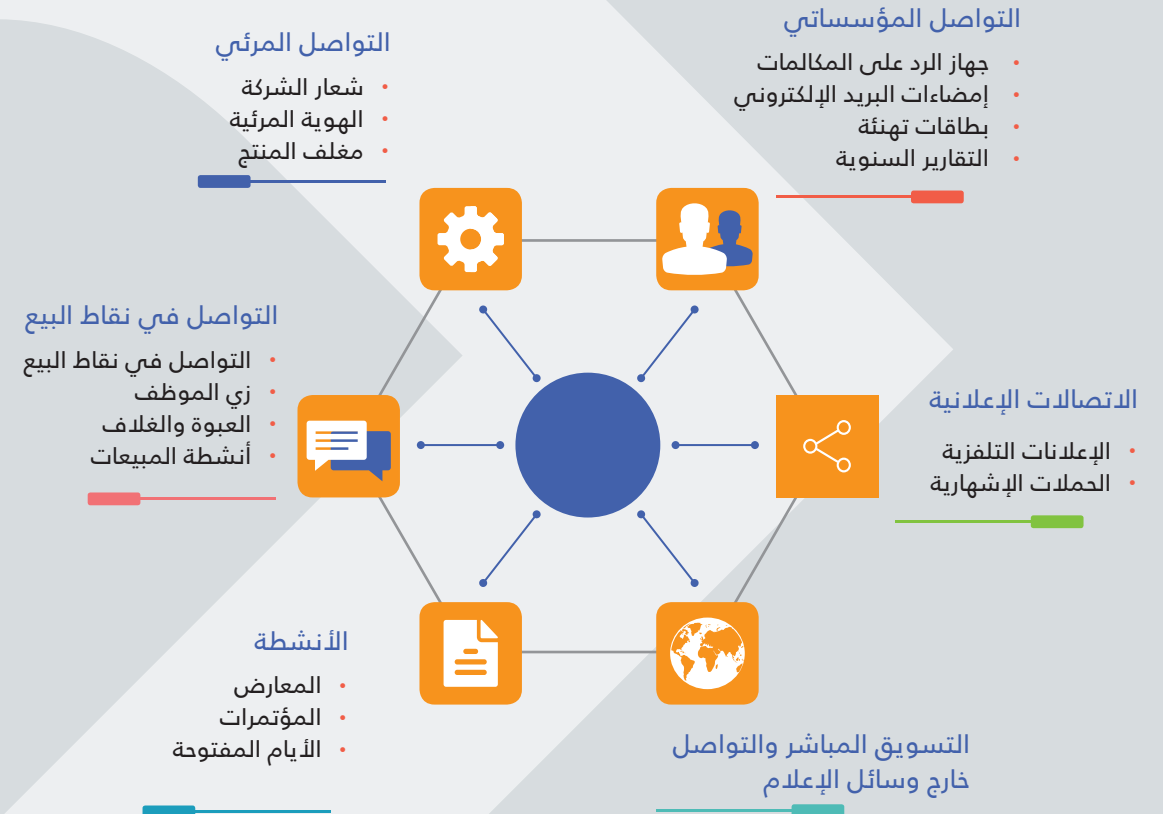 التواصل المؤسساتي
جهاز الرد على المكالمات
إمضاءات البريد الإلكتروني
بطاقات تهنئة
التقارير السنوية
التواصل المرئي
شعار الشركة
الهوية المرئية
مغلف المنتج
الاتصالات الإعلانية
الإعلانات التلفزية
الحملات الإشهارية
التواصل في نقاط البيع
التواصل في نقاط البيع
زي الموظف
العبوة والغلاف
أنشطة المبيعات
التسويق المباشر والتواصل
خارج وسائل الإعلام
الأنشطة
المعارض
المؤتمرات
الأيام المفتوحة